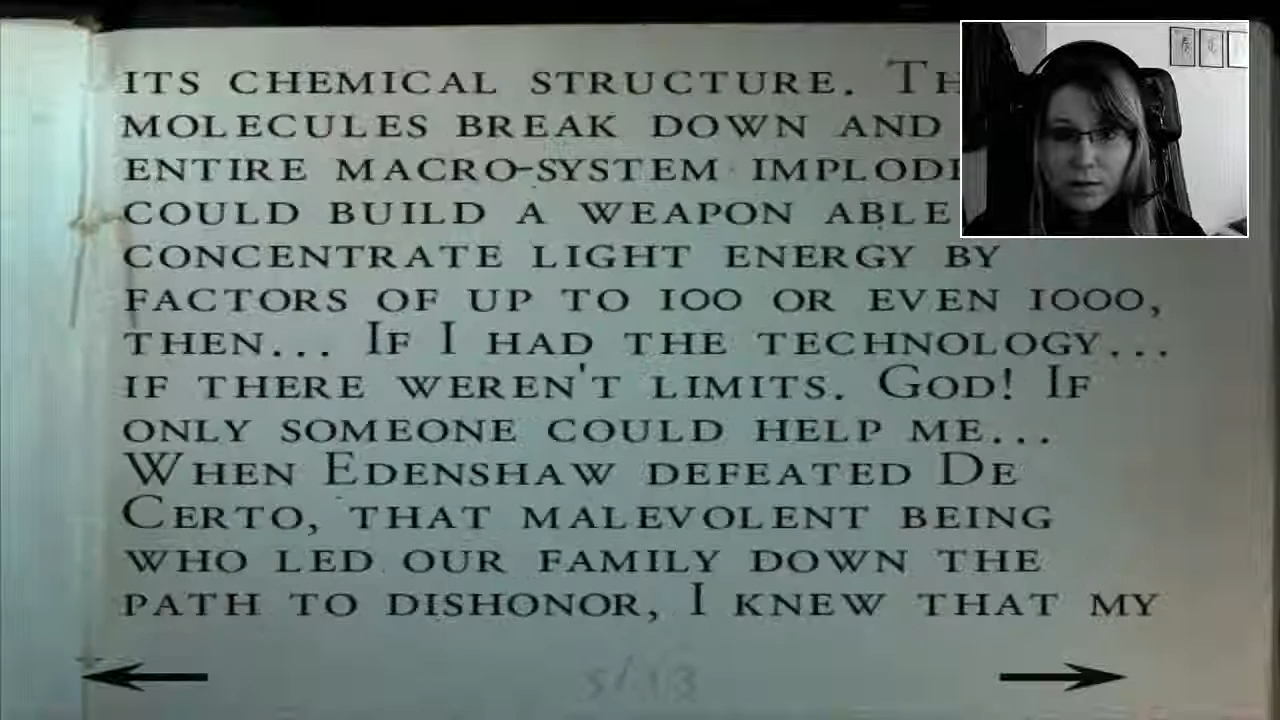 ITS CHEMICAL STRUCTURE.
MOLECULES BREAK DOWN AND
ENTIRE MACRO-SYSTEM
COULD BUILD A WEAPON ABLE
CONCENTRATE LIGHT ENERGY BY
FACTORS OF UP TO 100 OR EVEN 1000,
THEN... IF I HAD THE TECHNOLOGY...
IF THERE WEREN'T LIMITS. GOD! IF
ONLY SOMEONE COULD HELP ME...
WHEN EDENSHAW DEFEATED DE
CERTO, THAT MALEVOLENT BEING
WHO LED OUR FAMILY DOWN THE
PATH TO DISHONOR, I KNEW THAT MY
5/13